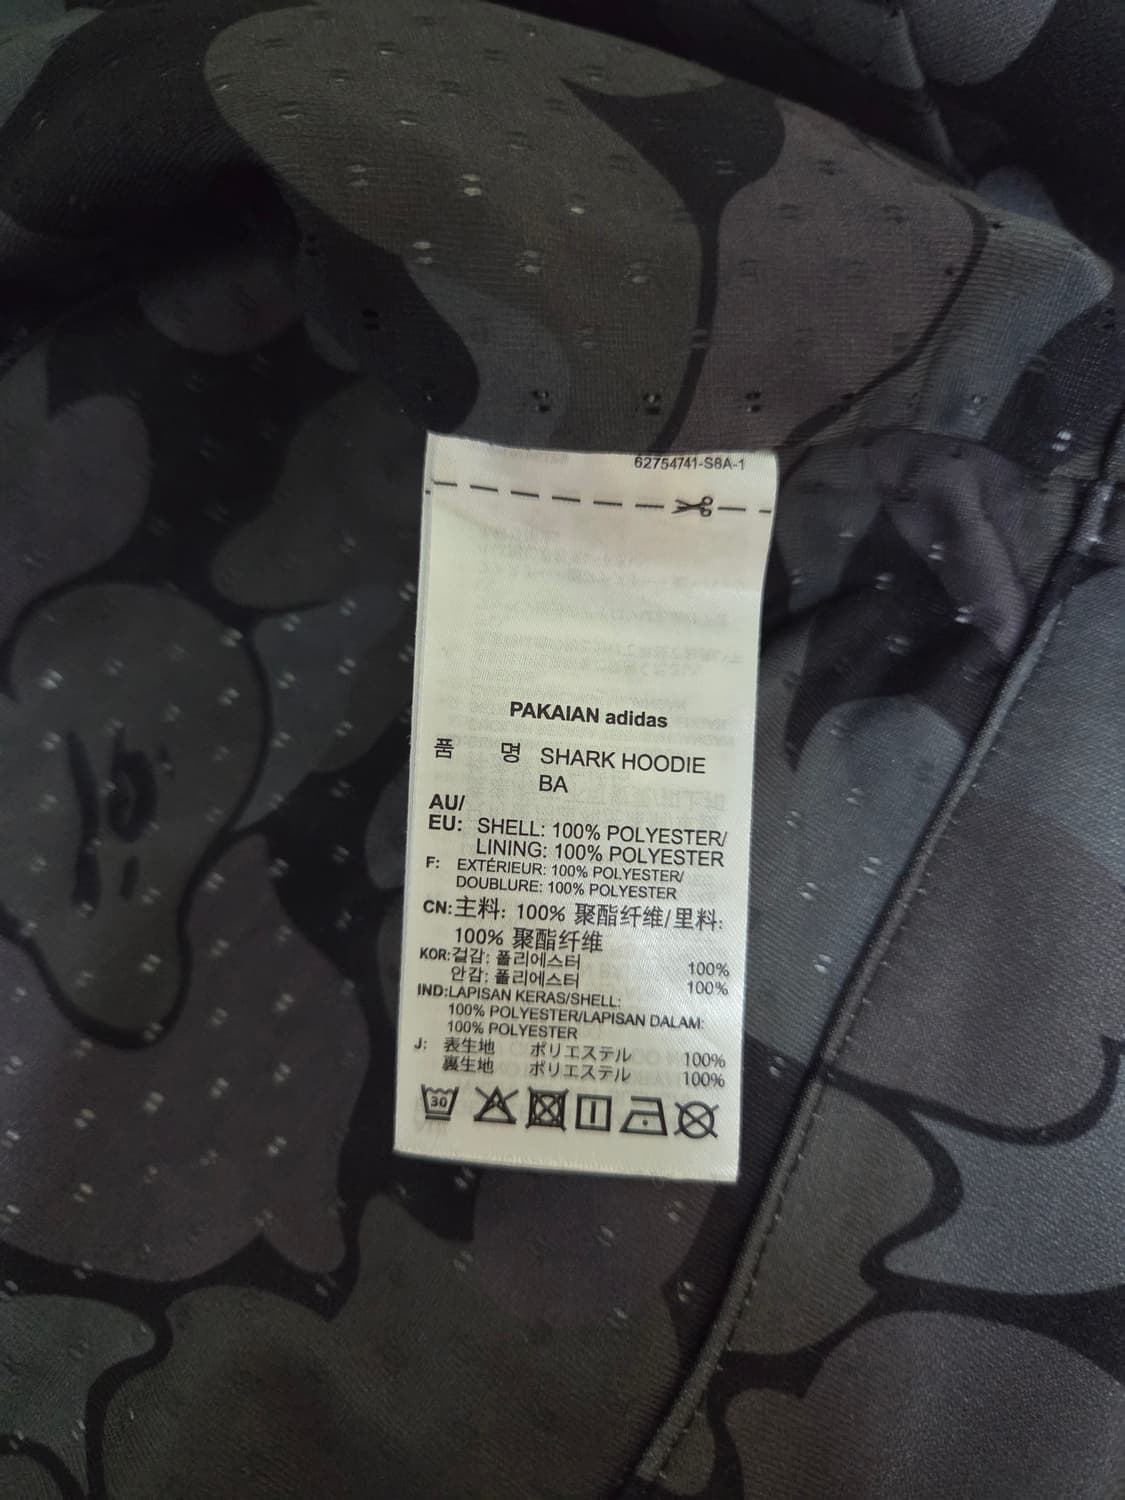 62754741-S8A-1
PAKAIAN adidas
품 명 SHARK HOODIE
BA
AU/
EU: SHELL: 100% POLYESTER/
LINING: 100% POLYESTER
F: EXTÉRIEUR: 100% POLYESTER/
DOUBLURE: 100% POLYESTER
CN:主料: 100% 聚酯纤维/里料:
100% 聚酯纤维
KOR:겉감: 폴리에스터 100%
안감: 폴리에스터 100%
IND:LAPISAN KERAS/SHELL:
100% POLYESTER/LAPISAN DALAM:
100% POLYESTER
J: 表生地 ポリエステル 100%
裏生地 ポリエステル 100%
30